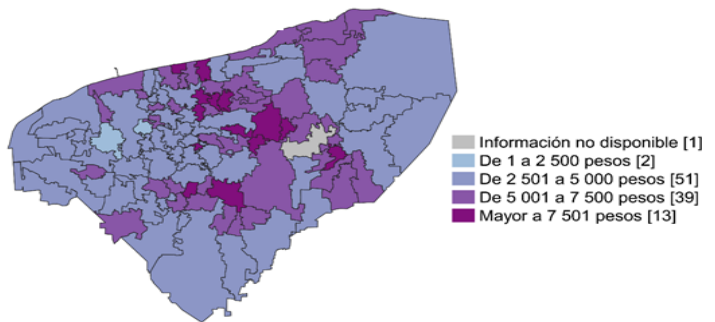 Información no disponible [1]
De 1 a 2 500 pesos [2]
De 2 501 a 5 000 pesos [51]
De 5 001 a 7 500 pesos [39]
Mayor a 7 501 pesos [13]